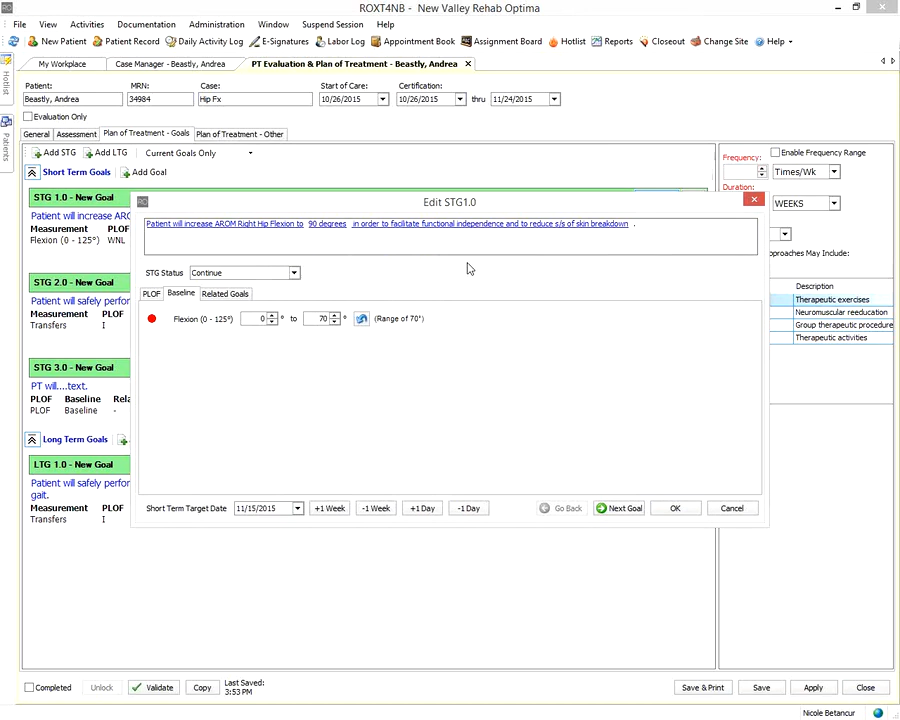 ROXT4NB - New Valley Rehab Optima
File View Activities Documentation Administration Window Suspend Session Help
New Patient Patient Record Daily Activity Log E-Signatures Labor Log Appointment Book Assignment Board Hotlist Reports Closeout Change Site Help
My Workplace Case Manager - Beastly, Andrea PT Evaluation & Plan of Treatment - Beastly, Andrea
Hotlist
Patients
Patient: MRN: Case: Start of Care: Certification:
Beastly, Andrea 34984 Hip Fx 10/26/2015 10/26/2015 thru 11/24/2015
Evaluation Only
General Assessment Plan of Treatment - Goals Plan of Treatment - Other
Add STG Add LTG Current Goals Only
Short Term Goals Add Goal
STG 1.0 - New Goal
Patient will increase ARO
Measurement PLOF
Flexion (0 - 125°) WNL
STG 2.0 - New Goal
Patient will safely perfor
Measurement PLOF
Transfers I
STG 3.0 - New Goal
PT will....text.
PLOF Baseline Rela
PLOF Baseline -
Long Term Goals
LTG 1.0 - New Goal
Patient will safely perfor
gait.
Measurement PLOF
Transfers I
Edit STG1.0
Patient will increase AROM Right Hip Flexion to 90 degrees in order to facilitate functional independence and to reduce s/s of skin breakdown .
STG Status Continue
PLOF Baseline Related Goals
Flexion (0 - 125°) 0 ° to 70 ° (Range of 70°)
Short Term Target Date 11/15/2015 +1 Week -1 Week +1 Day -1 Day Go Back Next Goal OK Cancel
Frequency: Enable Frequency Range
Times/Wk
Duration:
WEEKS
pproaches May Include:
Description
Therapeutic exercises
Neuromuscular reeducation
Group therapeutic procedure
Therapeutic activities
Completed Unlock Validate Copy Last Saved:
3:53 PM
Save & Print Save Apply Close
Nicole Betancur